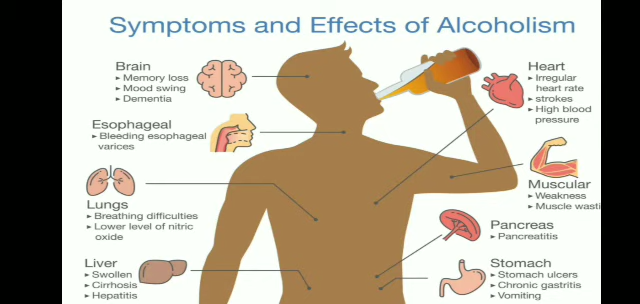 Symptoms and Effects of Alcoholism
Brain
▸ Memory loss
▸ Mood swing
▸ Dementia
Esophageal
▸ Bleeding esophageal
varices
Lungs
▸ Breathing difficulties
▸ Lower level of nitric
oxide
Liver
▸ Swollen
▸ Cirrhosis
▸ Hepatitis
Heart
▸ Irregular
heart rate
▸ strokes
▸ High blood
pressure
Muscular
▸ Weakness
▸ Muscle wasti
Pancreas
▸ Pancreatitis
Stomach
▸ Stomach ulcers
▸ Chronic gastritis
▸ Vomiting